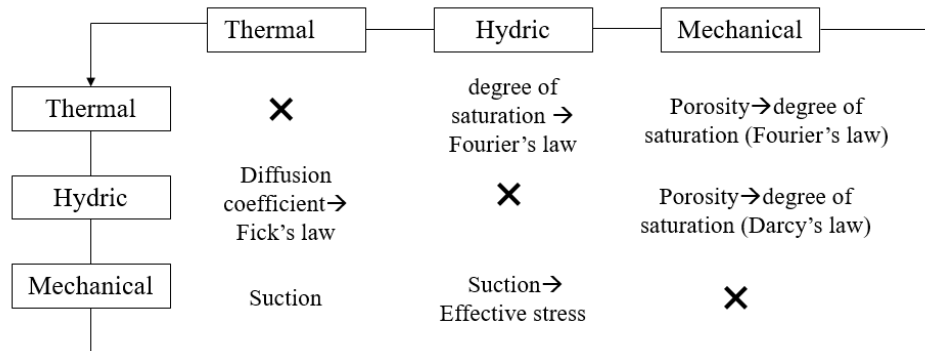 Thermal
Hydric
Mechanical
Thermal
degree of
saturation →
Fourier's law
Porosity→degree of
saturation (Fourier's law)
Hydric
Diffusion
coefficient→
Fick's law
Porosity→degree of
saturation (Darcy's law)
Mechanical
Suction
Suction→
Effective stress